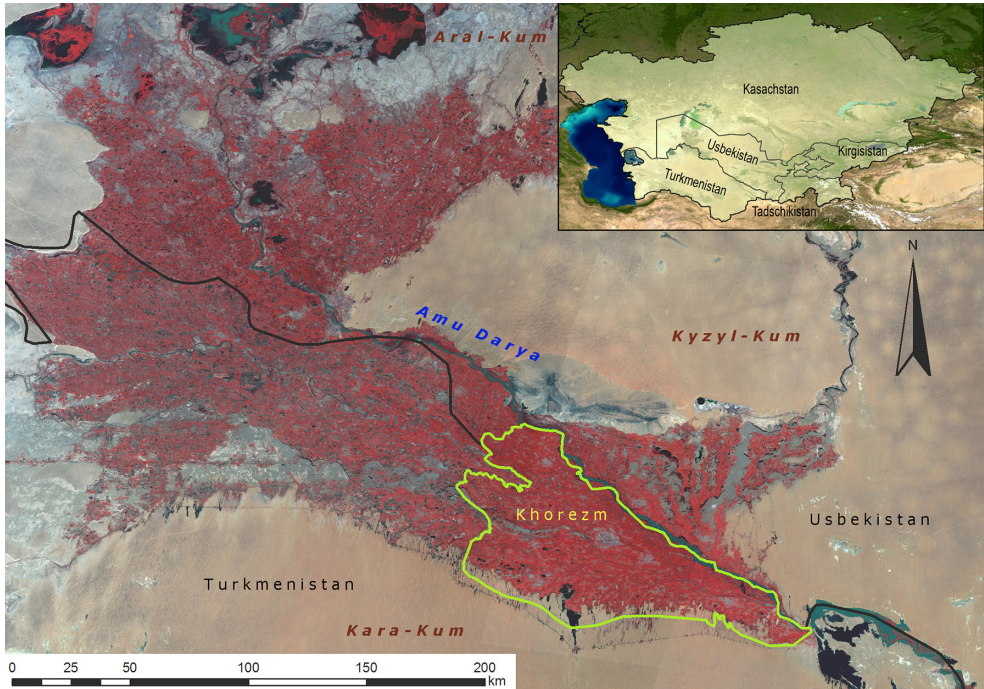 Aral-Kum
Kasachstan
Usbekistan
Kirgisistan
Turkmenistan
Tadschikistan
N
Amu Darya
Kyzyl-Kum
Khorezm
Usbekistan
Turkmenistan
Kara-Kum
0 25 50 100 150 200
km